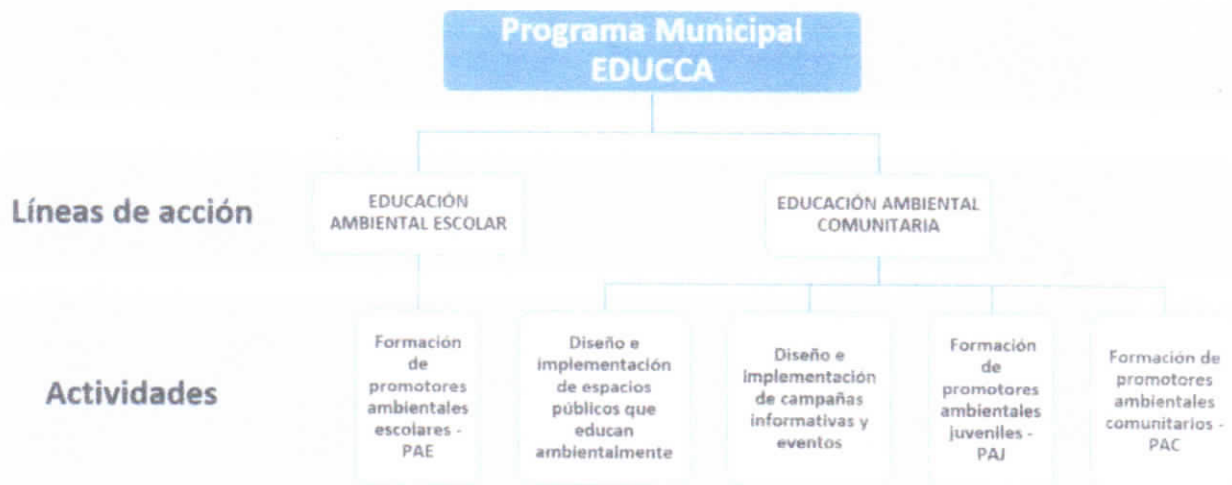 Programa Municipal
EDUCCA
Líneas de acción
EDUCACIÓN
AMBIENTAL ESCOLAR
EDUCACIÓN AMBIENTAL
COMUNITARIA
Actividades
Formación
de
promotores
ambientales
escolares -
PAE
Diseño e
implementación
de espacios
públicos que
educan
ambientalmente
Diseño e
implementación
de campañas
informativas y
eventos
Formación
de
promotores
ambientales
juveniles -
PAJ
Formación de
promotores
ambientales
comunitarios -
PAC